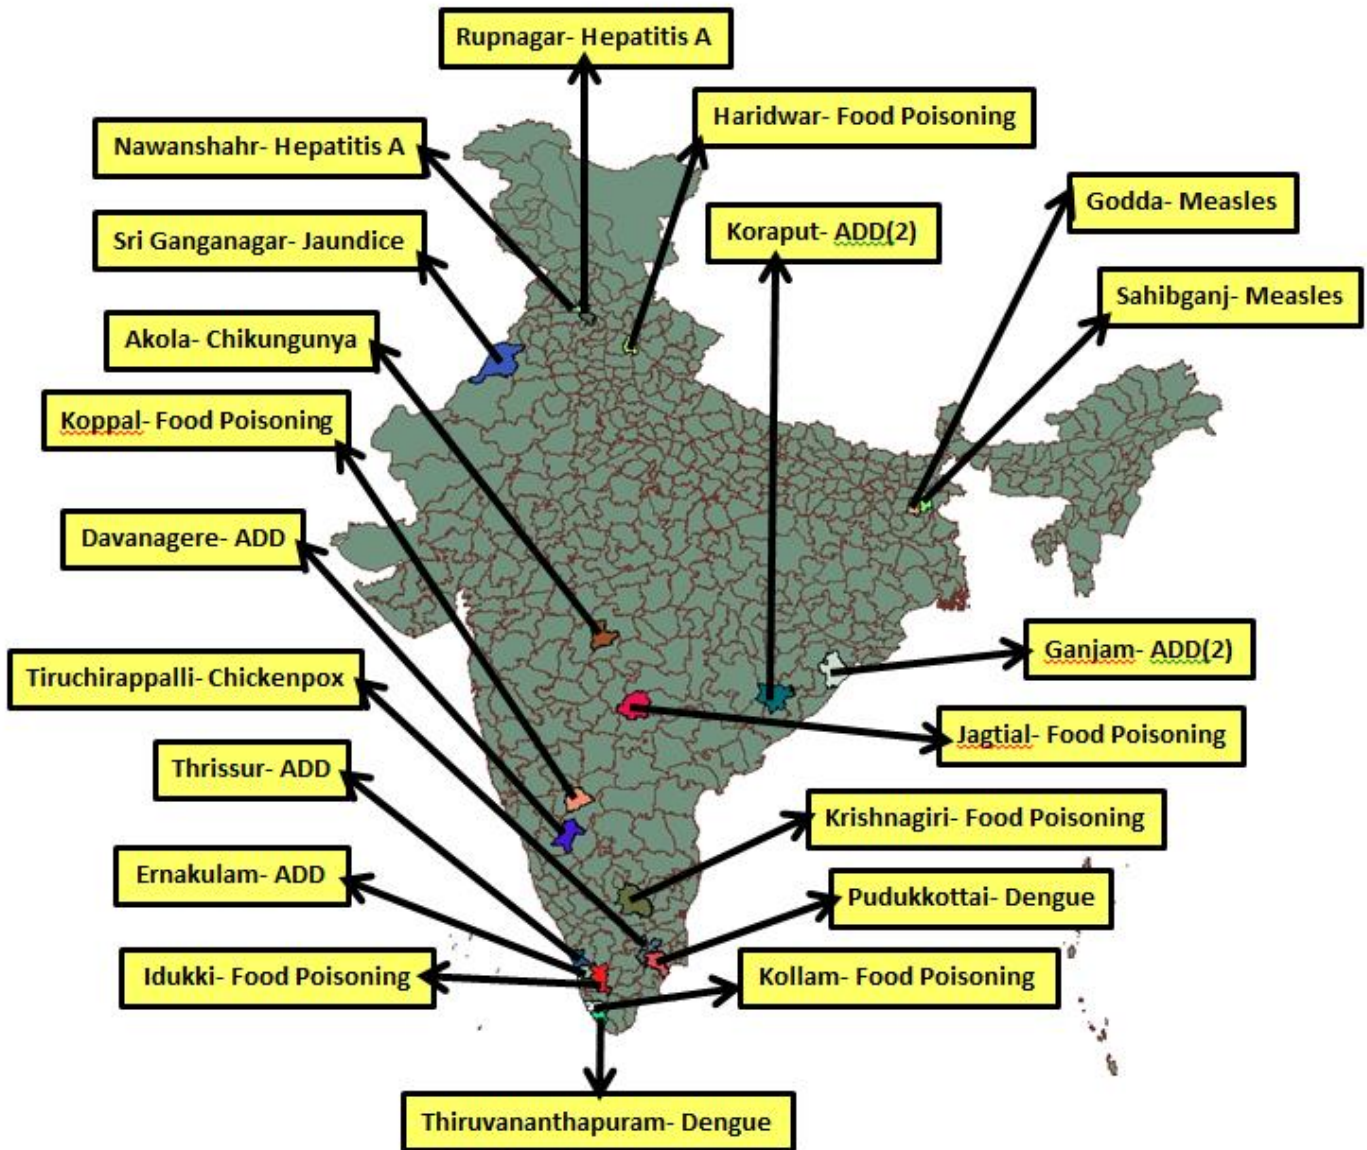 Rupnagar- Hepatitis A
Haridwar- Food Poisoning
Nawanshahr- Hepatitis A
Godda- Measles
Sri Ganganagar- Jaundice
Koraput- ADD(2)
Sahibganj- Measles
Akola- Chikungunya
Koppal- Food Poisoning
Davanagere- ADD
Ganjam- ADD(2)
Tiruchirappalli- Chickenpox
Jagtial- Food Poisoning
Thrissur- ADD
Krishnagiri- Food Poisoning
Ernakulam- ADD
Pudukkottai- Dengue
Idukki- Food Poisoning
Kollam- Food Poisoning
Thiruvananthapuram- Dengue